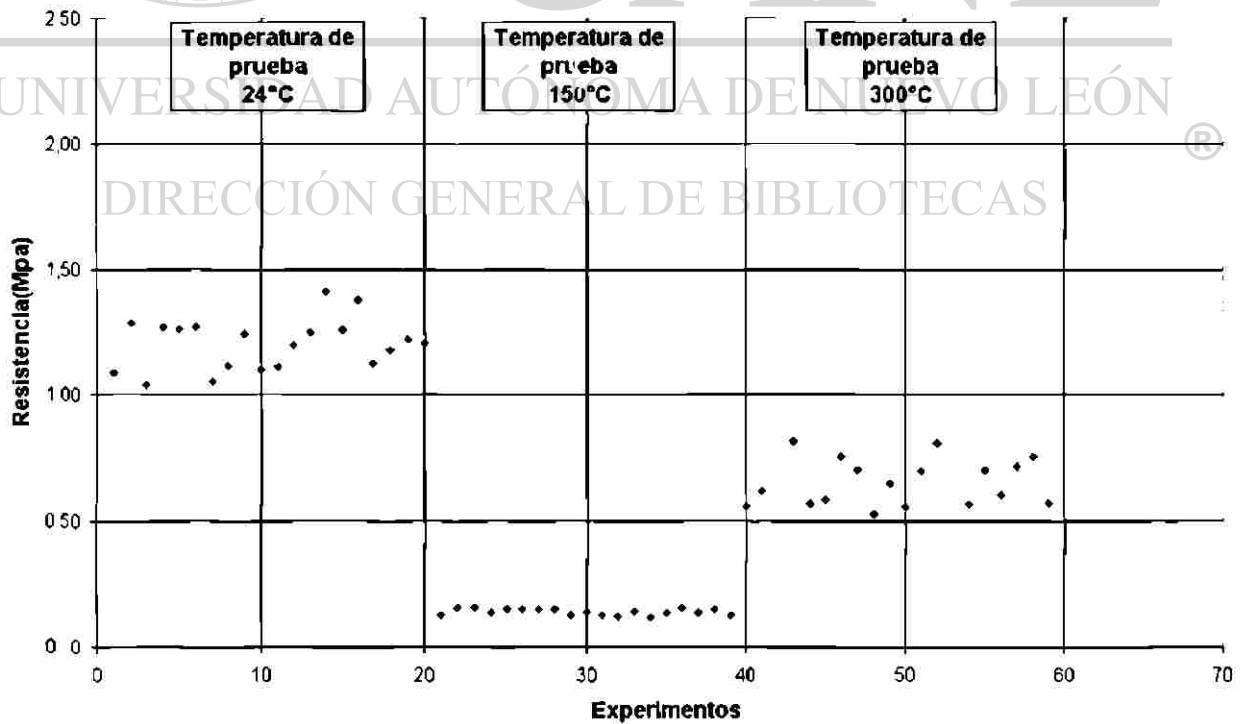 2.50
Temperatura de
prueba
24°C
Temperatura de
prueba
150°C
Temperatura de
prueba
300°C
UNIVERSIDAD AUTÓNOMA DE NUEVO LEÓN
®
2,00
DIRECCIÓN GENERAL DE BIBLIOTECAS
1,50
1 00
0 50
0 0
Resistencia(Mpa)
0 10 20 30 40 50 60 70
Experimentos